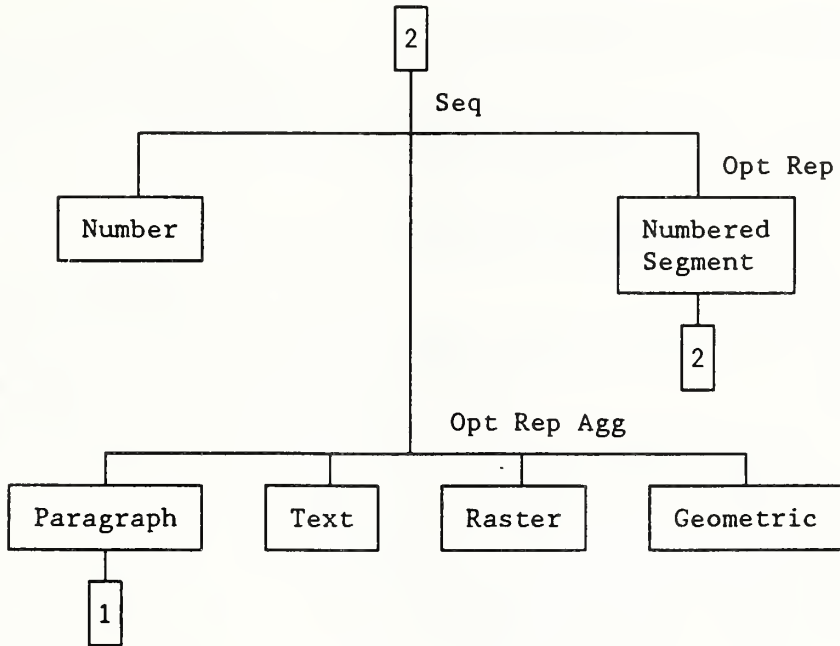 2
Seq
Opt Rep
Number
Numbered
Segment
2
Opt Rep Agg
Paragraph
Text
Raster
Geometric
1